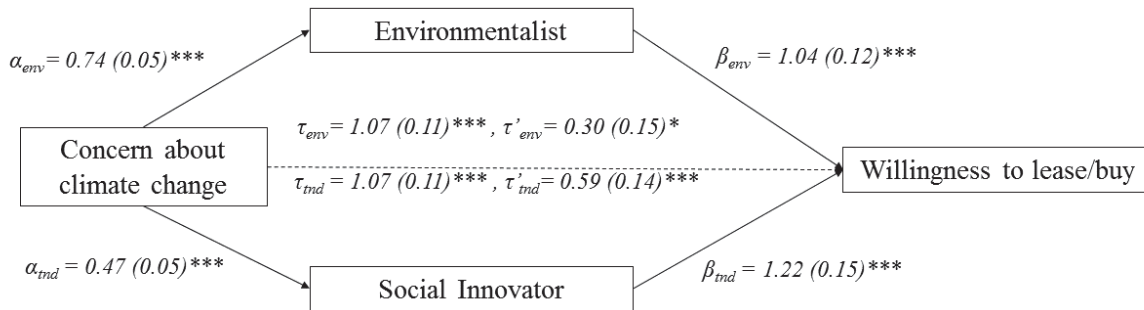 Environmentalist
α_env = 0.74 (0.05)***
β_env = 1.04 (0.12)***
τ_env = 1.07 (0.11)*** , τ’_env = 0.30 (0.15)*
Concern about
climate change
Willingness to lease/buy
τ_tnd = 1.07 (0.11)*** , τ’_tnd = 0.59 (0.14)***
α_tnd = 0.47 (0.05)***
β_tnd = 1.22 (0.15)***
Social Innovator